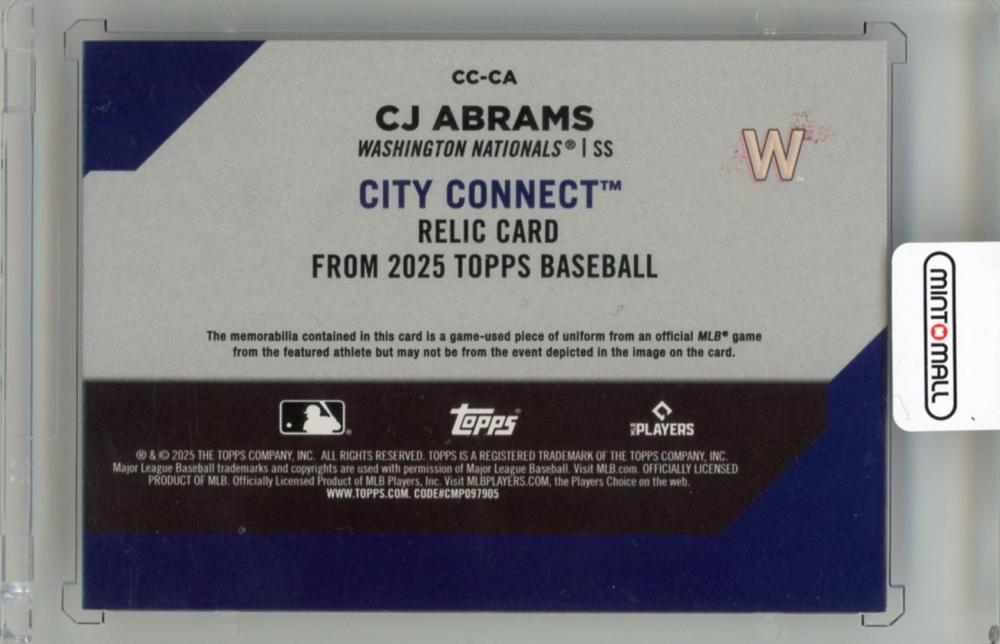 CC-CA
CJ ABRAMS
WASHINGTON NATIONALS® | SS
W
CITY CONNECT™
RELIC CARD
FROM 2025 TOPPS BASEBALL
The memorabilia contained in this card is a game-used piece of uniform from an official MLB® game
from the featured athlete but may not be from the event depicted in the image on the card.
topps®
MLB PLAYERS
® & © 2025 THE TOPPS COMPANY, INC. ALL RIGHTS RESERVED. TOPPS IS A REGISTERED TRADEMARK OF THE TOPPS COMPANY, INC.
Major League Baseball trademarks and copyrights are used with permission of Major League Baseball. Visit MLB.com. OFFICIALLY LICENSED
PRODUCT OF MLB. Officially Licensed Product of MLB Players, Inc. Visit MLBPLAYERS.COM, the Players Choice on the web.
WWW.TOPPS.COM. CODE#CMP097905
MINTOMALL